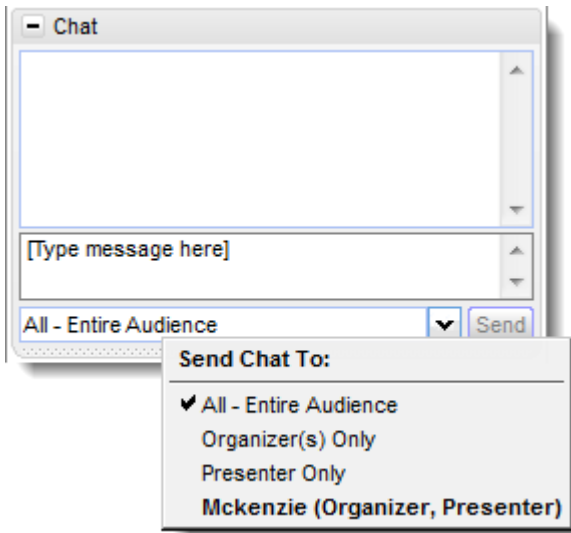 Chat
[Type message here]
All - Entire Audience
Send
Send Chat To:
All - Entire Audience
Organizer(s) Only
Presenter Only
Mckenzie (Organizer, Presenter)